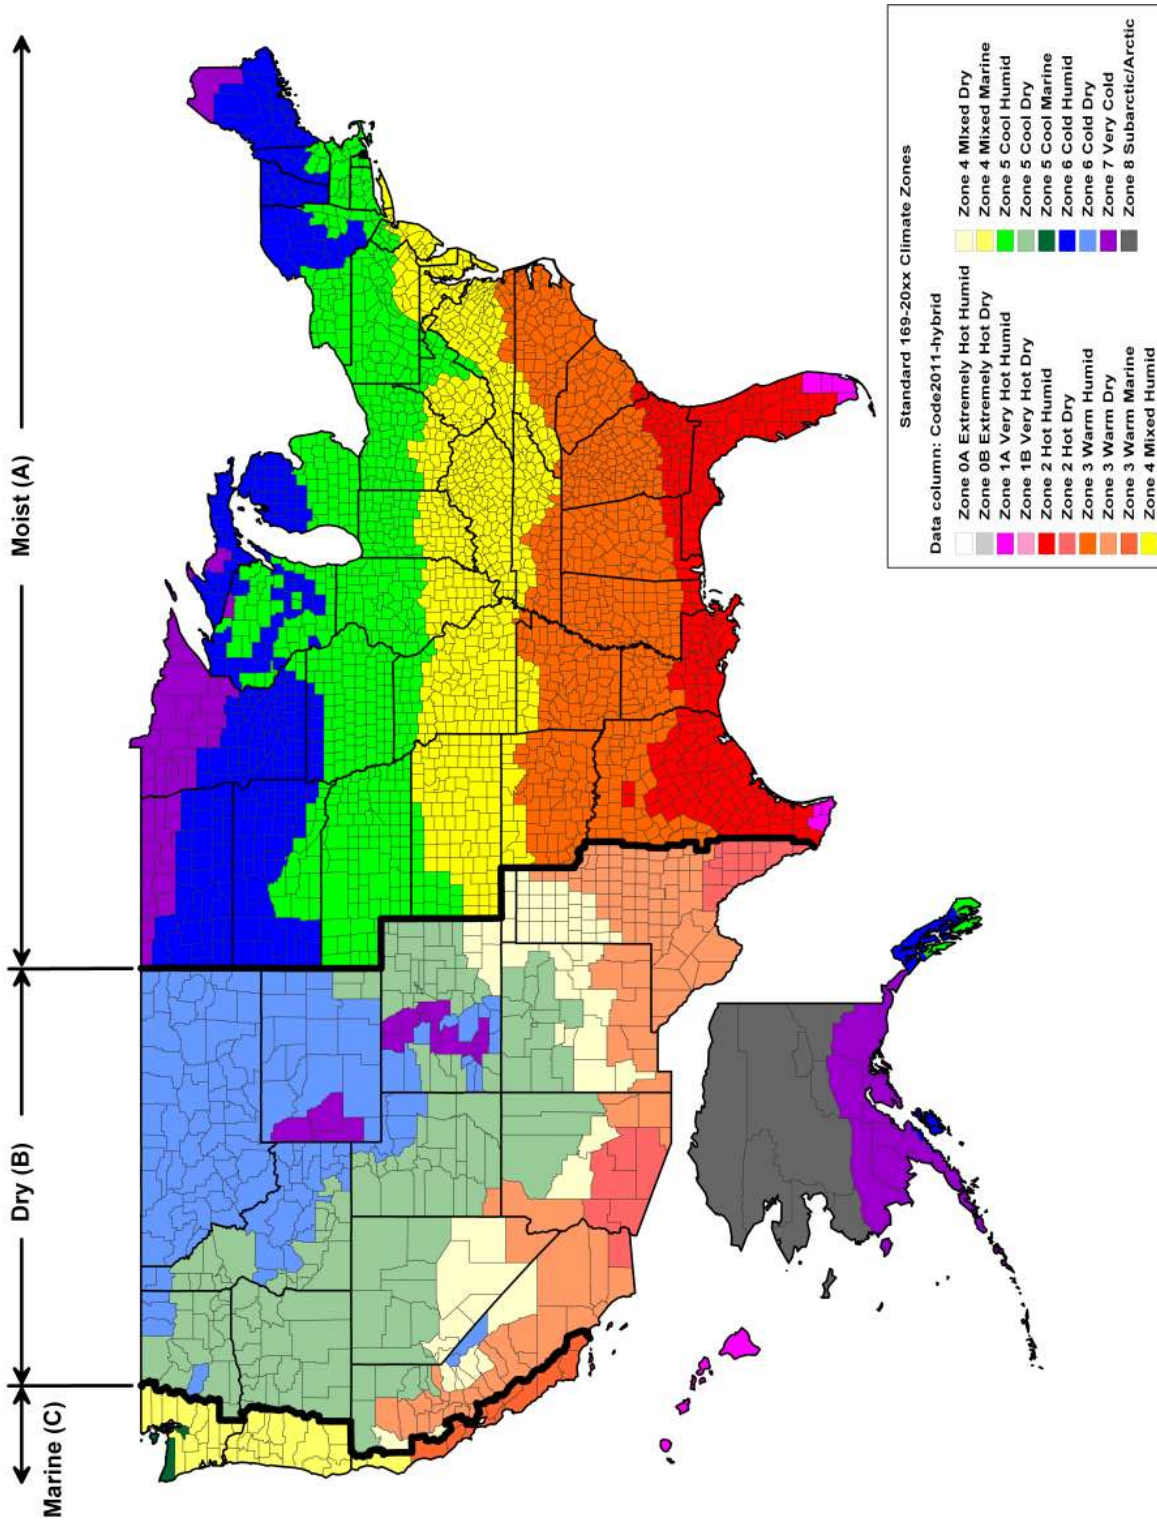 Marine (C)
Dry (B)
Moist (A)
Standard 169-20xx Climate Zones
Data column: Code2011-hybrid
Zone 0A Extremely Hot Humid
Zone 0B Extremely Hot Dry
Zone 1A Very Hot Humid
Zone 1B Very Hot Dry
Zone 2 Hot Humid
Zone 2 Hot Dry
Zone 3 Warm Humid
Zone 3 Warm Dry
Zone 3 Warm Marine
Zone 4 Mixed Humid
Zone 4 Mixed Dry
Zone 4 Mixed Marine
Zone 5 Cool Humid
Zone 5 Cool Dry
Zone 5 Cool Marine
Zone 6 Cold Humid
Zone 6 Cold Dry
Zone 7 Very Cold
Zone 8 Subarctic/Arctic